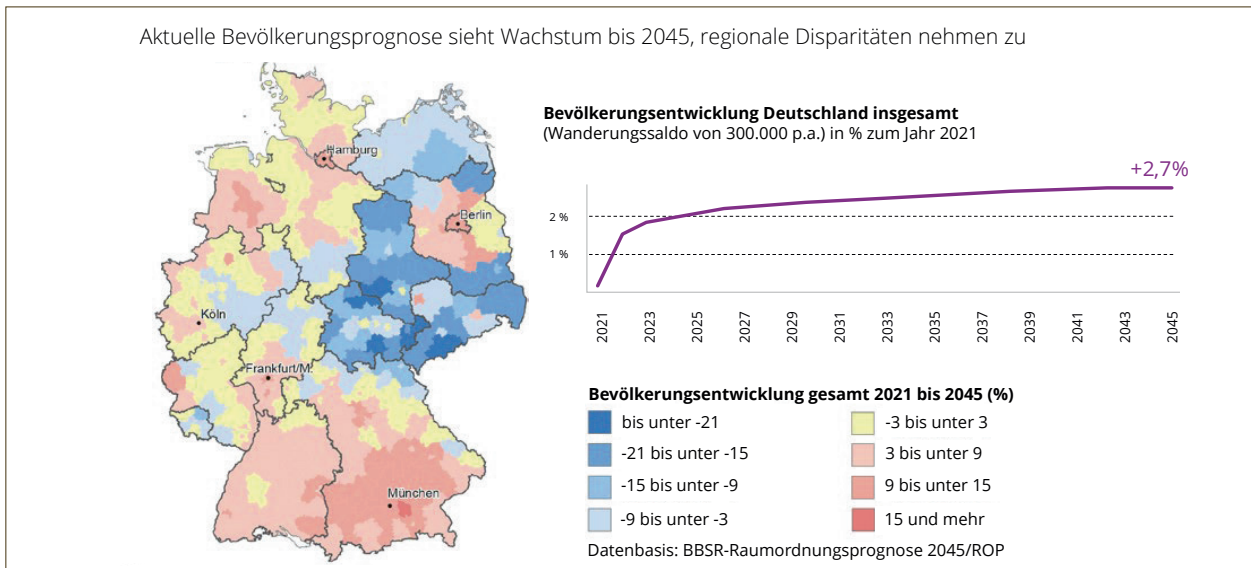 Aktuelle Bevölkerungsprognose sieht Wachstum bis 2045, regionale Disparitäten nehmen zu
Hamburg
Berlin
Köln
Frankfurt/M.
München
Bevölkerungsentwicklung Deutschland insgesamt
(Wanderungssaldo von 300.000 p.a.) in % zum Jahr 2021
+2,7%
2 %
1 %
2021
2023
2025
2027
2029
2031
2033
2035
2037
2039
2041
2043
2045
Bevölkerungsentwicklung gesamt 2021 bis 2045 (%)
bis unter -21
-21 bis unter -15
-15 bis unter -9
-9 bis unter -3
-3 bis unter 3
3 bis unter 9
9 bis unter 15
15 und mehr
Datenbasis: BBSR-Raumordnungsprognose 2045/ROP